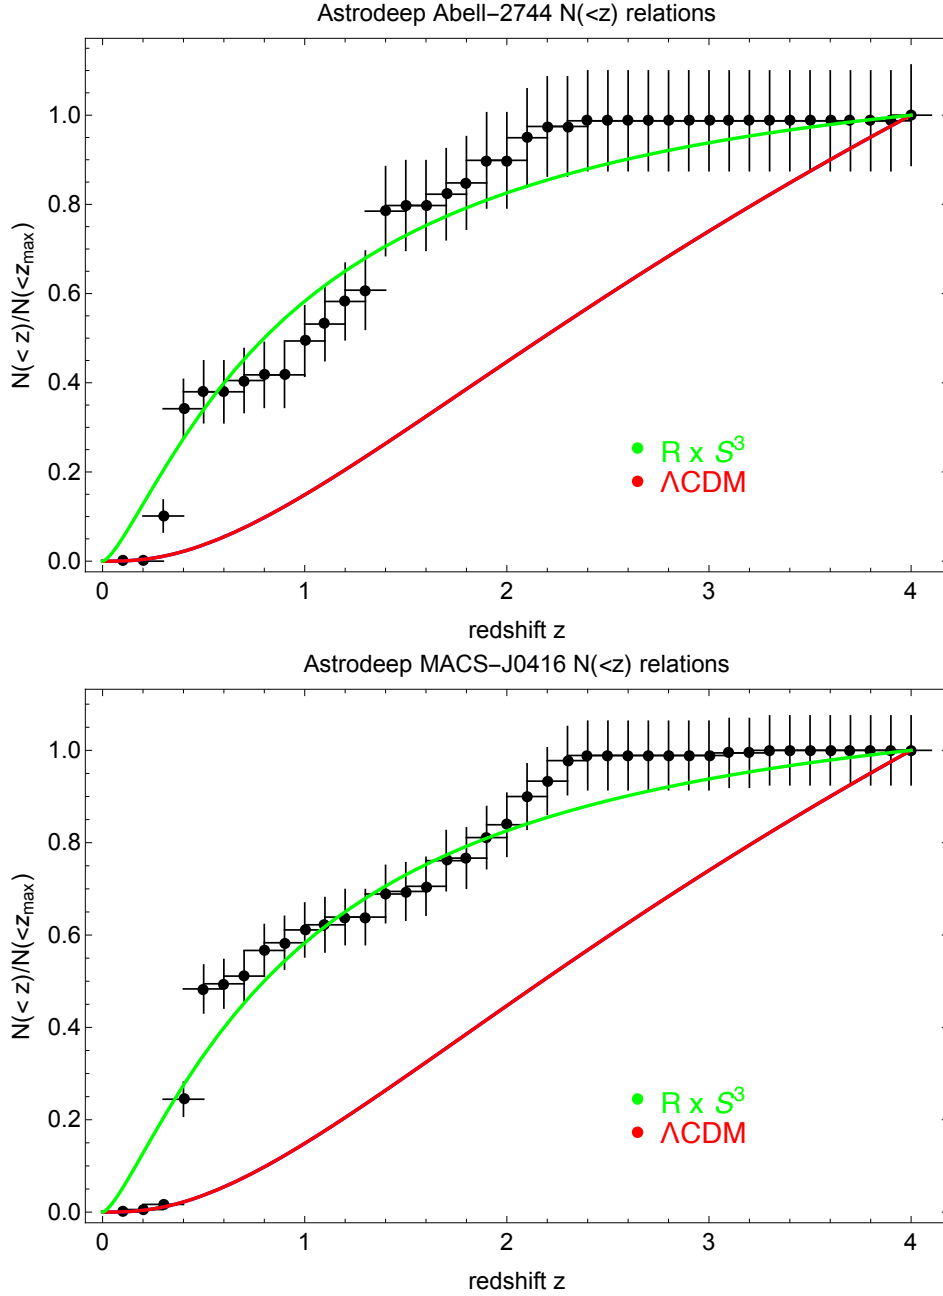 Astrodeep Abell−2744 N(<z) relations
N(< z)/N(<z_max)
1.0
0.8
0.6
0.4
0.2
0.0
R x S³
ΛCDM
0 1 2 3 4
redshift z
Astrodeep MACS−J0416 N(<z) relations
N(< z)/N(<z_max)
1.0
0.8
0.6
0.4
0.2
0.0
R x S³
ΛCDM
0 1 2 3 4
redshift z